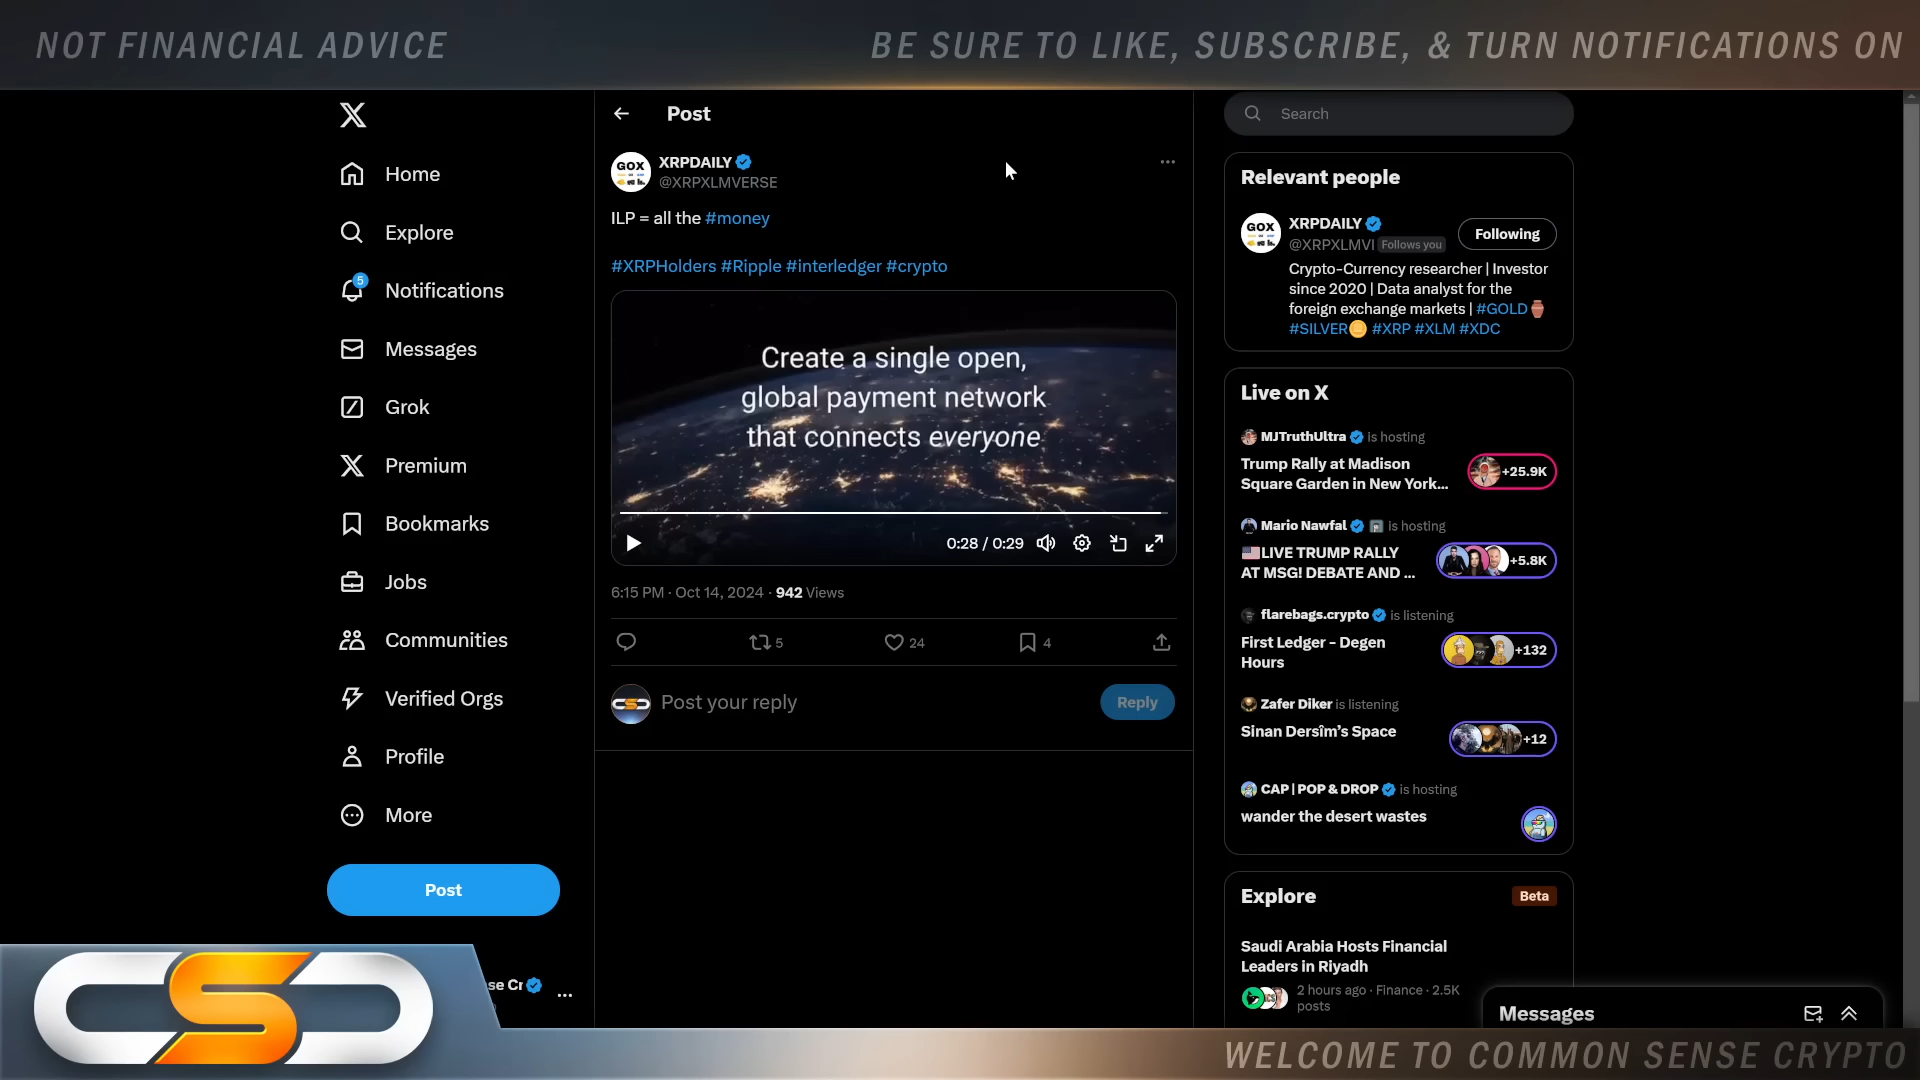 NOT FINANCIAL ADVICE
BE SURE TO LIKE, SUBSCRIBE, & TURN NOTIFICATIONS ON
Home
Explore
5
Notifications
Messages
Grok
Premium
Bookmarks
Jobs
Communities
Verified Orgs
Profile
More
Post
se Cr
CSC
Post
GOX
XRPDAILY
@XRPXLMVERSE
ILP = all the #money
#XRPHolders #Ripple #interledger #crypto
Create a single open,
global payment network
that connects everyone
0:28 / 0:29
6:15 PM · Oct 14, 2024 · 942 Views
5
24
4
Post your reply
Reply
Search
Relevant people
GOX
XRPDAILY
@XRPXLMVI Follows you
Following
Crypto-Currency researcher | Investor
since 2020 | Data analyst for the
foreign exchange markets | #GOLD
#SILVER #XRP #XLM #XDC
Live on X
MJTruthUltra is hosting
Trump Rally at Madison
Square Garden in New York...
+25.9K
Mario Nawfal is hosting
LIVE TRUMP RALLY
AT MSG! DEBATE AND ...
+5.8K
flarebags.crypto is listening
First Ledger - Degen
Hours
+132
Zafer Diker is listening
Sinan Dersîm's Space
+12
CAP | POP & DROP is hosting
wander the desert wastes
Explore
Beta
Saudi Arabia Hosts Financial
Leaders in Riyadh
2 hours ago · Finance · 2.5K
posts
Messages
WELCOME TO COMMON SENSE CRYPTO